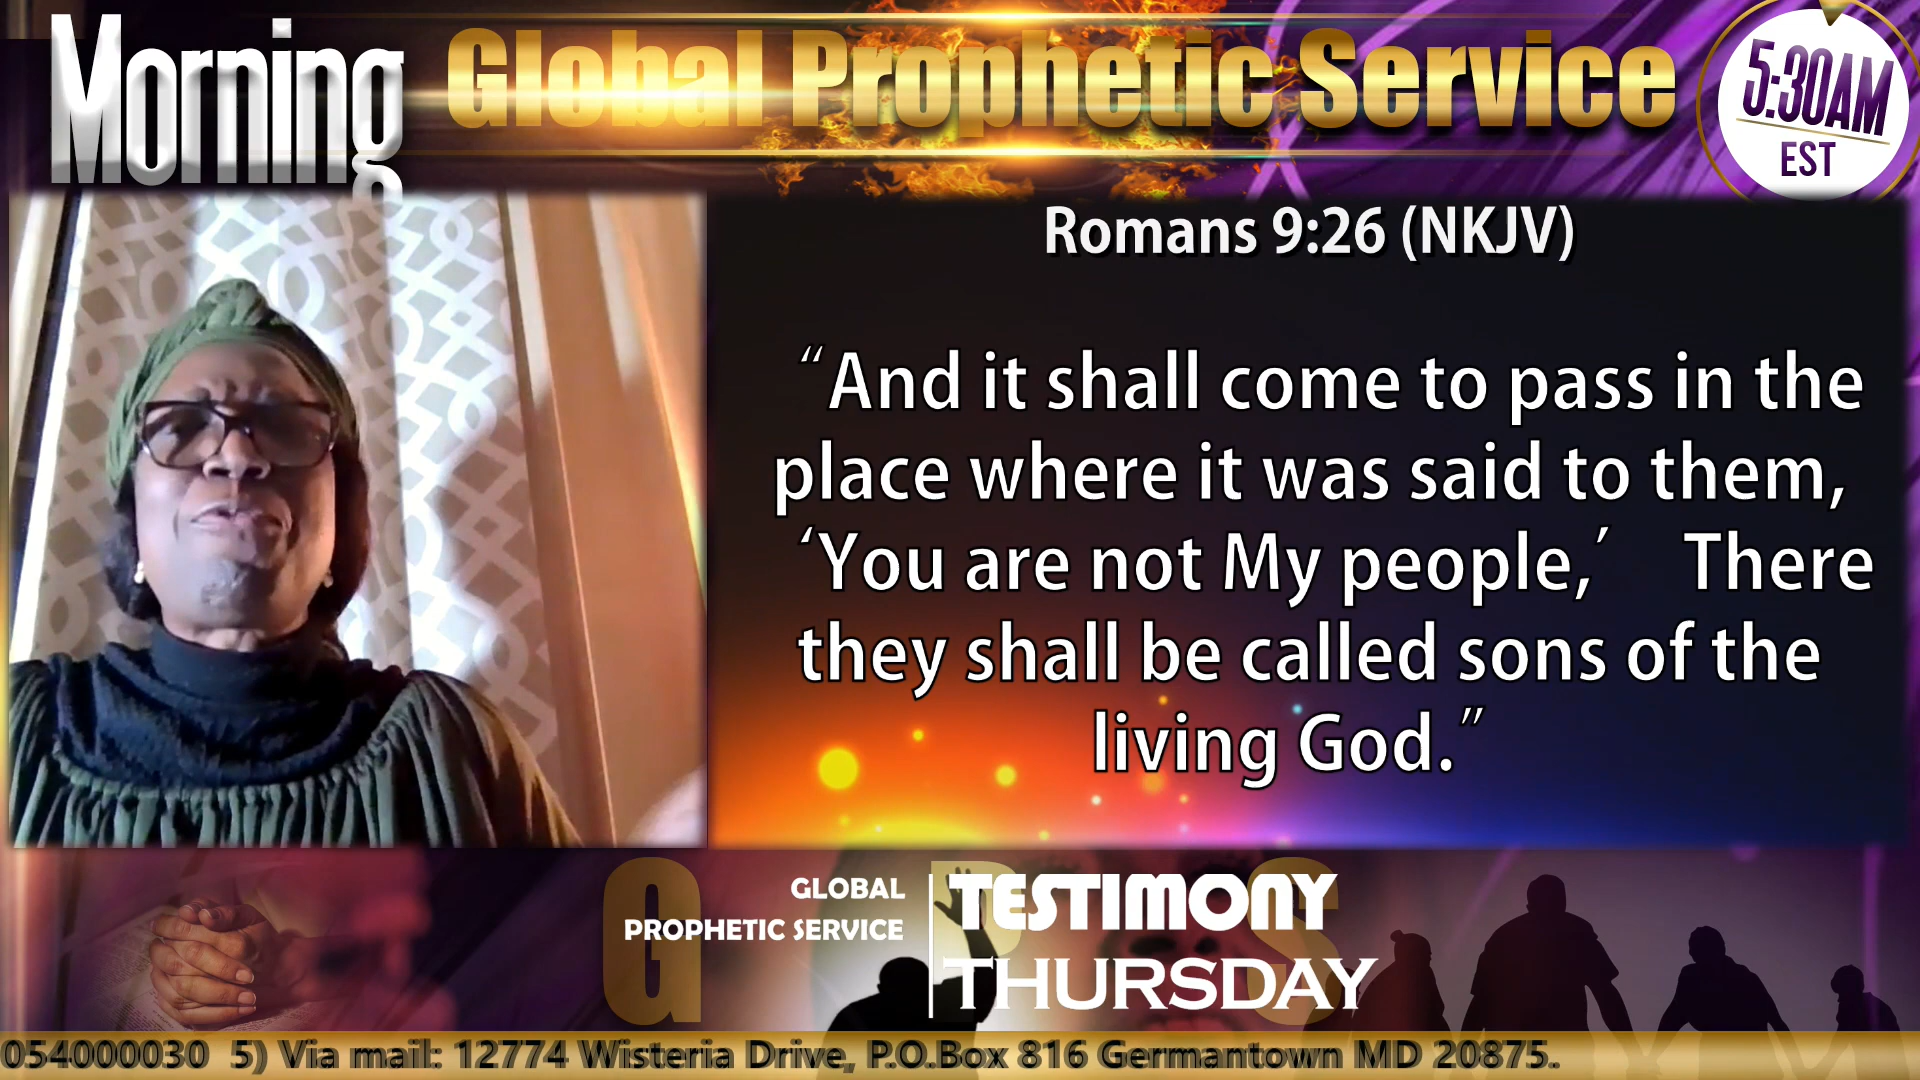 Morning
Global Prophetic Service
5:30AM
EST
Romans 9:26 (NKJV)
“And it shall come to pass in the
place where it was said to them,
‘You are not My people,’ There
they shall be called sons of the
living God.”
GPS
GLOBAL
PROPHETIC SERVICE
TESTIMONY
THURSDAY
054000030 5) Via mail: 12774 Wisteria Drive, P.O.Box 816 Germantown MD 20875.